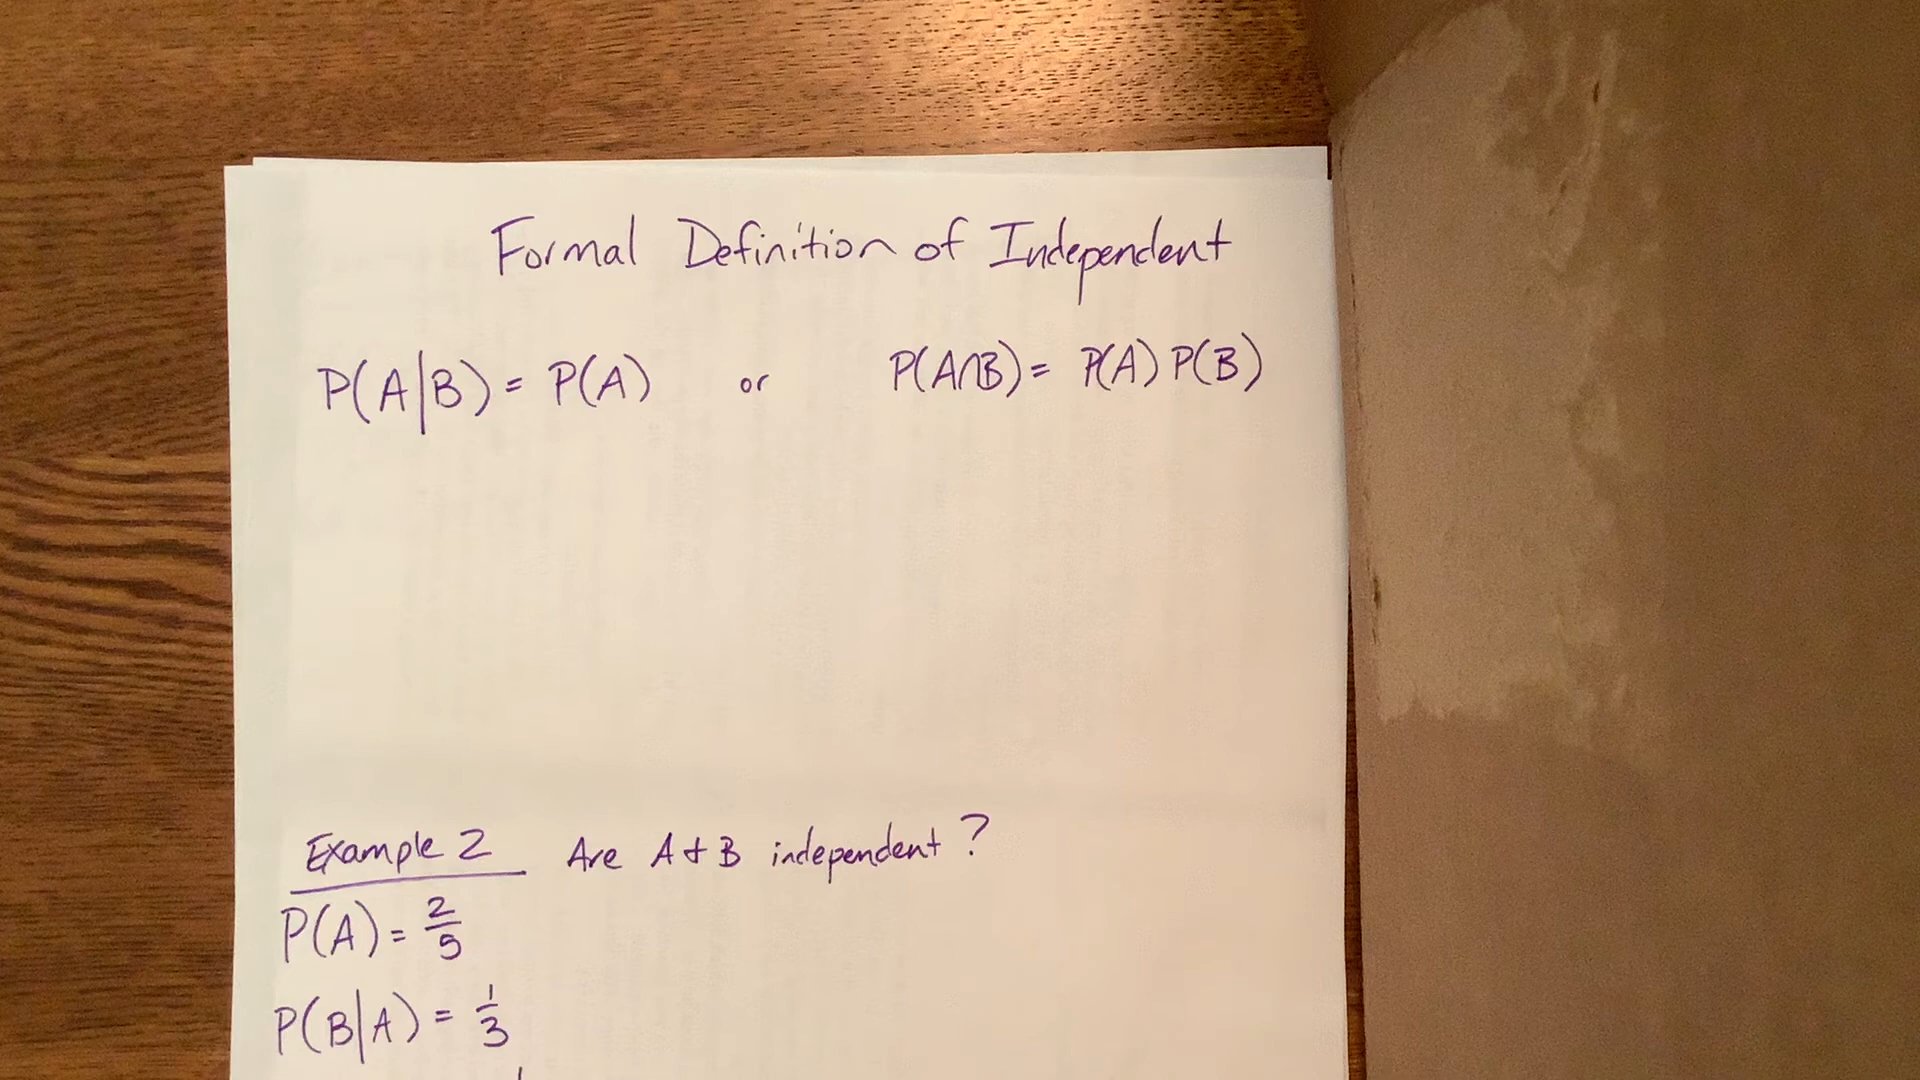 Formal Definition of Independent
P(A|B) = P(A) or P(A∩B) = P(A) P(B)
Example 2 Are A + B independent?
P(A) = 2/5
P(B|A) = 1/3